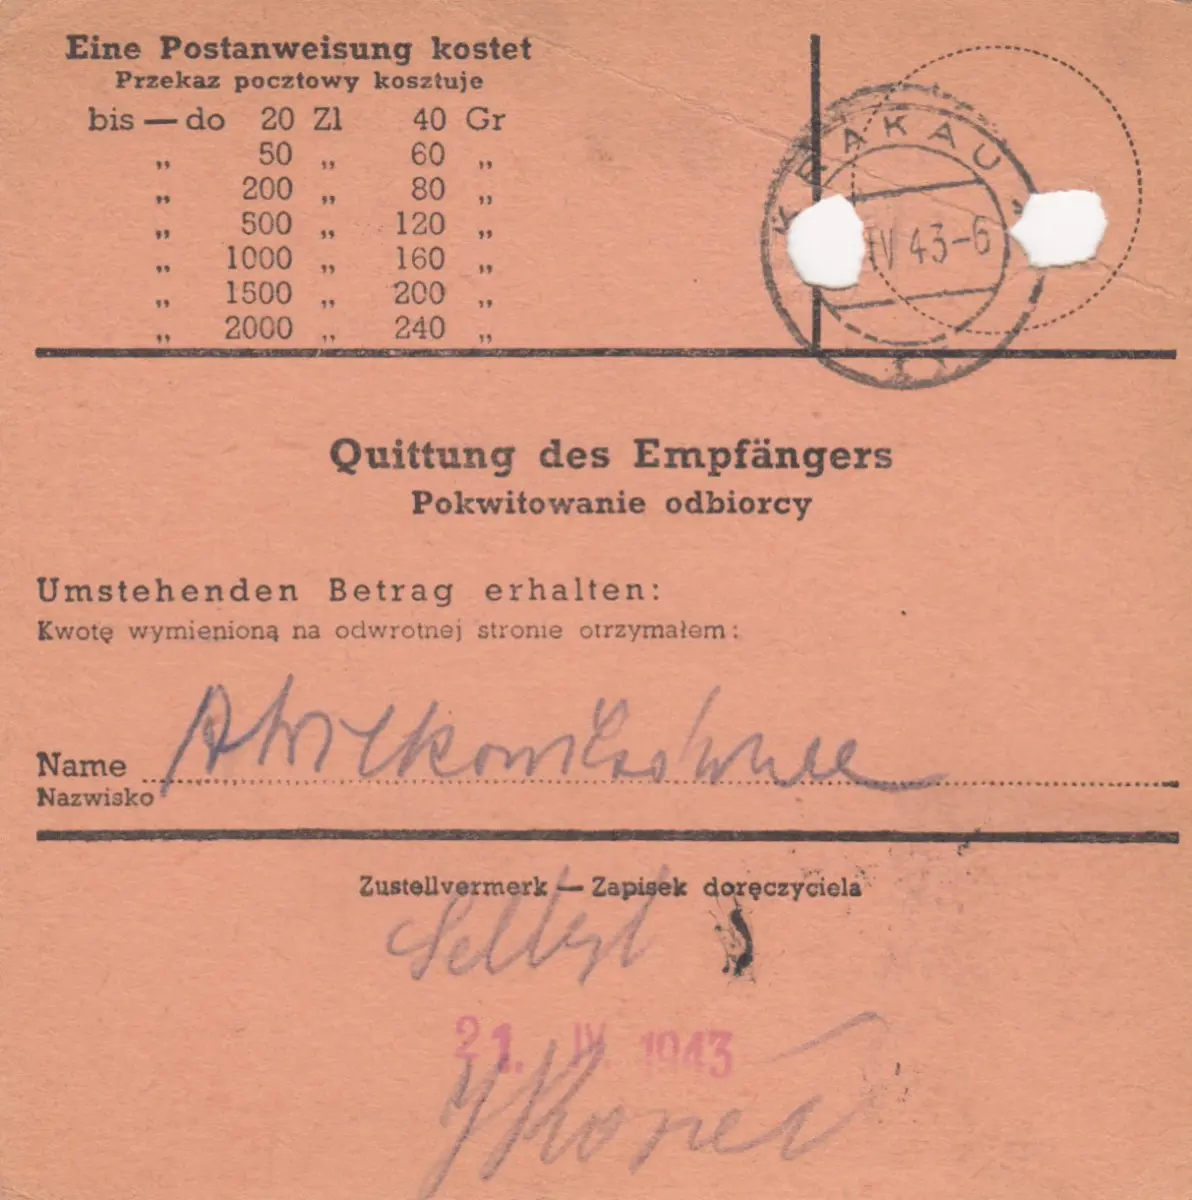 Eine Postanweisung kostet
Przekaz pocztowy kosztuje
bis — do 20 Zl 40 Gr
„ 50 „ 60 „
„ 200 „ 80 „
„ 500 „ 120 „
„ 1000 „ 160 „
„ 1500 „ 200 „
„ 2000 „ 240 „
KRAKAU
IV 43-6
Quittung des Empfängers
Pokwitowanie odbiorcy
Umstehenden Betrag erhalten:
Kwotę wymienioną na odwrotnej stronie otrzymałem:
Name
Nazwisko
Zustellvermerk — Zapisek doręczyciela
Selbst
21. IV. 1943